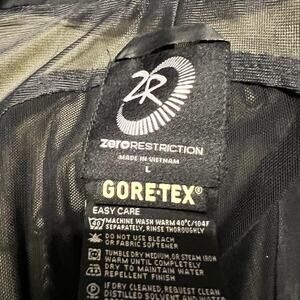 ZR
zeroRESTRICTION
MADE IN VIETNAM
L
GORE-TEX®
EASY CARE
40 MACHINE WASH WARM 40°C/104F
SEPARATELY, RINSE THOROUGHLY
DO NOT USE BLEACH
OR FABRIC SOFTENER
TUMBLE DRY MEDIUM, OR STEAM IRON
WARM UNTIL COMPLETELY
DRY TO MAINTAIN WATER
REPELLENT FINISH
IF DRY CLEANED, REQUEST CLEAN
DISTILLED SOLVENT AND